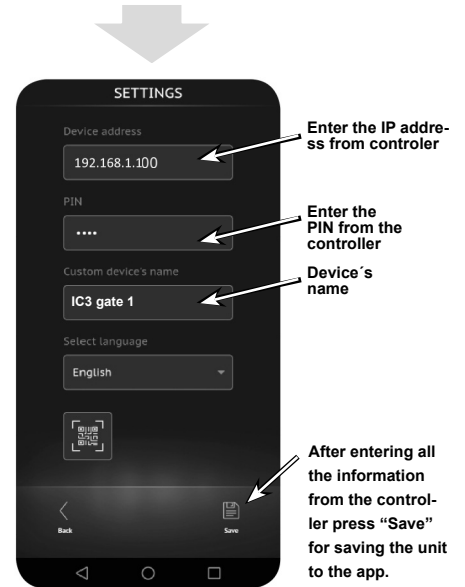 SETTINGS
Device address
192.168.1.100
Enter the IP addre-
ss from controler
PIN
••••
Enter the
PIN from the
controller
Custom device's name
IC3 gate 1
Device´s
name
Select language
English
After entering all
the information
from the control-
ler press “Save”
for saving the unit
to the app.
Back
Save